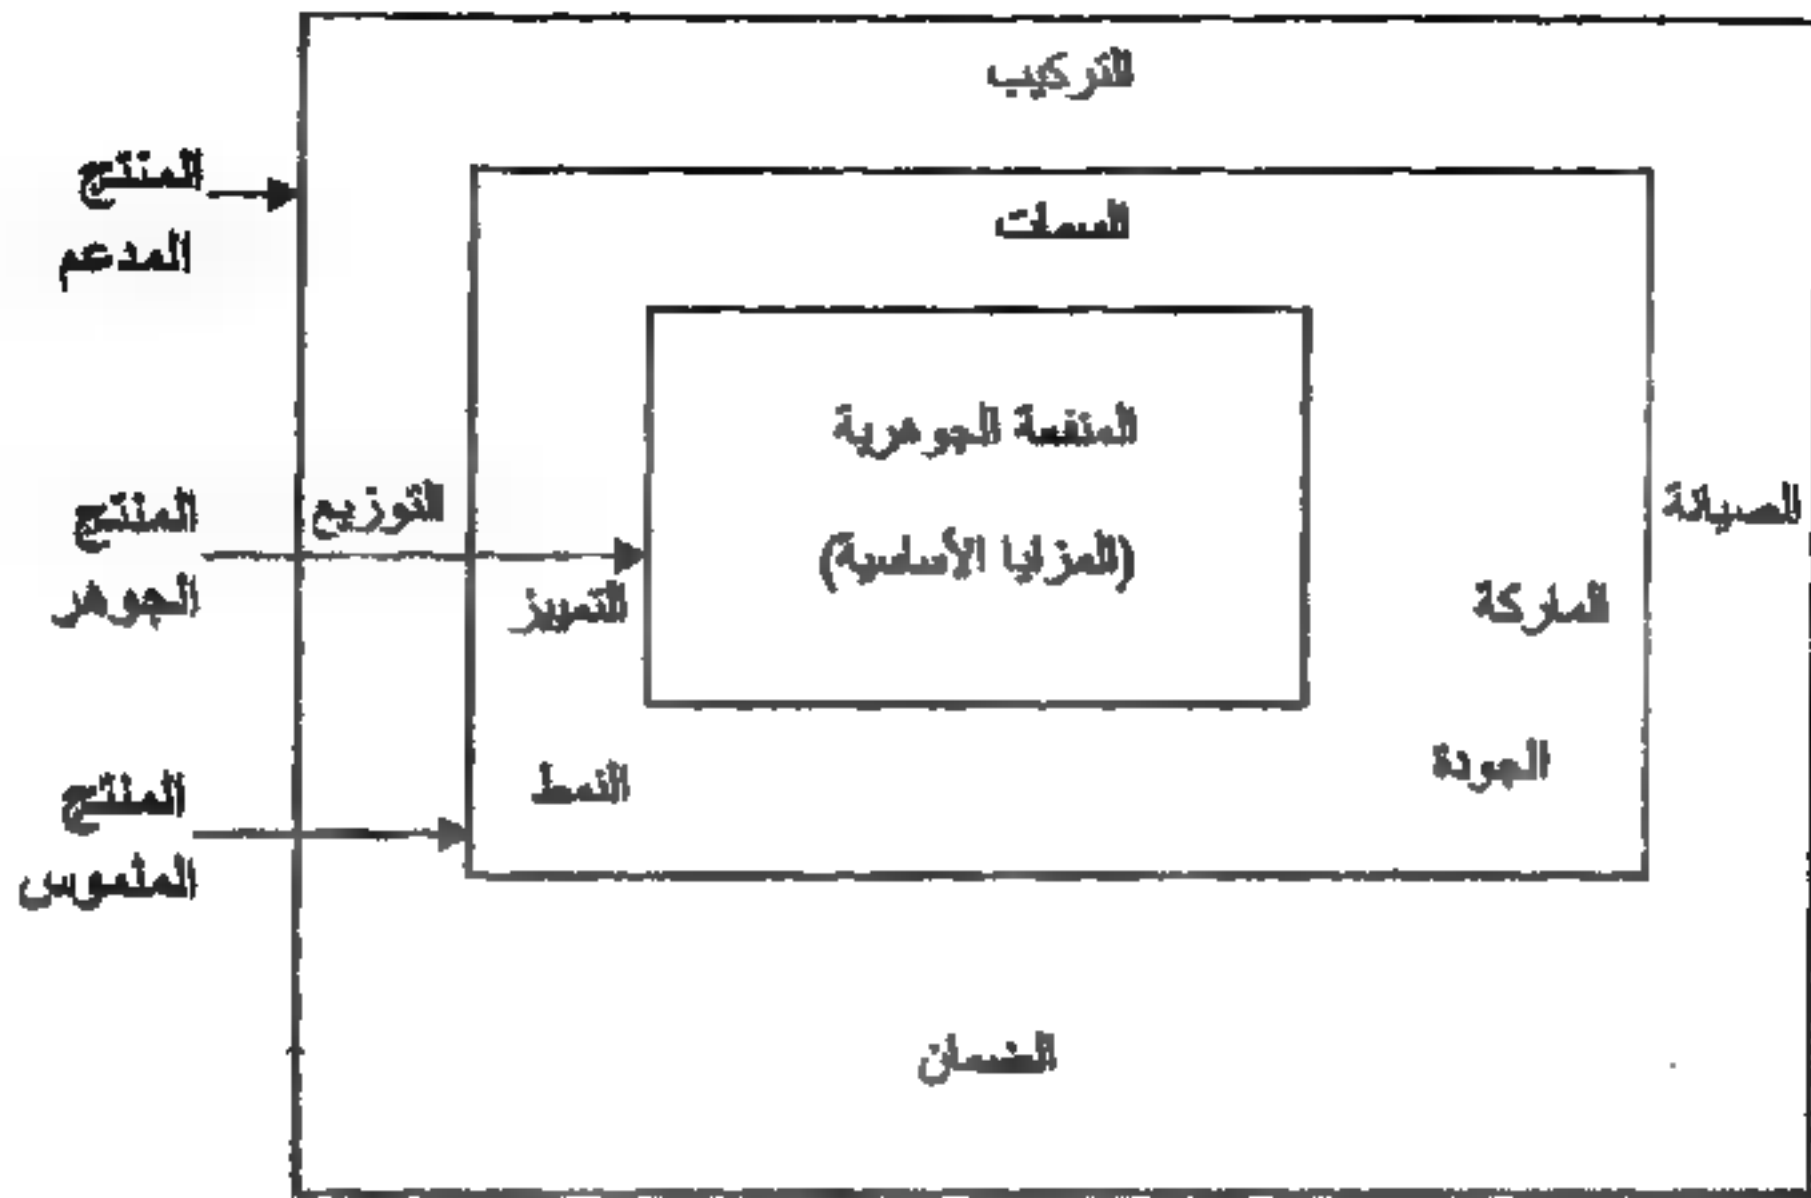 التركيب
المنتج
المدعم
السمات
المنفعة الجوهرية
(المزايا الأساسية)
الصيانة
التوزيع
المنتج
الجوهر
الماركة
التمييز
الجودة
النمط
المنتج
الملموس
الضمان